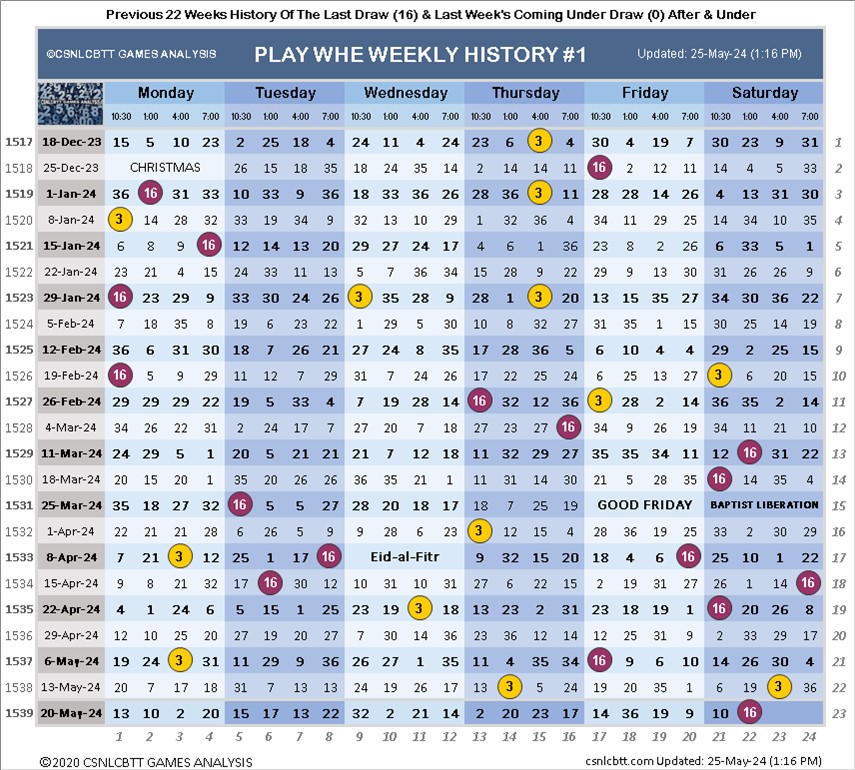 Previous 22 Weeks History Of The Last Draw (16) & Last Week's Coming Under Draw (0) After & Under
©CSNLCBTT GAMES ANALYSIS PLAY WHE WEEKLY HISTORY #1 Updated: 25-May-24 (1:16 PM)
CSNLCBTT GAMES ANALYSIS Monday Tuesday Wednesday Thursday Friday Saturday
10:30 1:00 4:00 7:00 10:30 1:00 4:00 7:00 10:30 1:00 4:00 7:00 10:30 1:00 4:00 7:00 10:30 1:00 4:00 7:00 10:30 1:00 4:00 7:00
1517 18-Dec-23 15 5 10 23 2 25 18 4 24 11 4 24 23 6 3 4 30 4 19 7 30 23 9 31 1
1518 25-Dec-23 CHRISTMAS 26 15 18 35 18 24 35 14 2 14 14 11 16 2 12 11 14 4 5 33 2
1519 1-Jan-24 36 16 31 33 10 33 9 36 18 33 36 26 28 36 3 11 28 28 14 26 4 13 31 30 3
1520 8-Jan-24 3 14 28 32 33 19 34 9 32 13 10 29 1 32 36 4 34 11 29 25 14 34 10 35 4
1521 15-Jan-24 6 8 9 16 12 14 13 20 29 27 24 17 4 6 1 36 23 8 2 26 6 33 5 1 5
1522 22-Jan-24 23 21 4 15 24 33 11 13 5 7 36 34 15 28 9 22 29 9 13 30 31 26 26 9 6
1523 29-Jan-24 16 23 29 9 33 30 24 26 3 35 28 9 28 1 3 20 13 15 35 27 34 30 36 22 7
1524 5-Feb-24 7 18 35 8 19 6 23 22 1 29 5 30 10 8 32 27 31 35 1 15 30 25 14 19 8
1525 12-Feb-24 36 6 31 30 18 7 26 21 27 24 8 35 17 28 36 5 6 10 4 4 29 2 25 15 9
1526 19-Feb-24 16 5 9 29 11 12 7 29 31 7 24 26 17 22 25 24 6 25 13 27 3 6 20 15 10
1527 26-Feb-24 29 29 29 22 19 5 33 4 7 19 28 14 16 32 12 36 3 28 2 14 36 35 2 14 11
1528 4-Mar-24 34 26 22 31 2 24 17 7 27 34 26 8 27 23 27 16 34 9 26 19 34 11 21 10 12
1529 11-Mar-24 24 29 5 1 20 5 21 21 7 21 6 14 11 32 29 27 35 35 34 11 12 16 31 22 13
1530 18-Mar-24 29 15 20 1 35 20 26 26 36 35 21 1 11 31 4 27 21 5 28 35 16 14 35 4 14
1531 25-Mar-24 35 18 27 32 16 5 5 27 28 20 18 17 18 7 25 19 GOOD FRIDAY BAPTIST LIBERATION 15
1532 1-Apr-24 22 21 21 28 6 26 5 9 9 28 6 23 3 12 15 4 28 36 19 25 33 2 30 29 16
1533 8-Apr-24 7 21 3 12 25 1 17 16 Eid-al-Fitr 9 32 15 20 18 4 6 16 25 10 1 22 17
1534 15-Apr-24 9 8 21 32 17 16 30 12 10 31 10 31 27 6 22 15 2 19 31 27 26 1 14 16 18
1535 22-Apr-24 4 1 24 6 5 15 1 25 23 19 3 18 13 23 2 31 23 18 19 1 16 20 26 8 19
1536 29-Apr-24 12 10 25 20 27 19 20 27 7 30 14 36 23 36 14 14 12 25 31 9 2 33 29 17 20
1537 6-May-24 19 24 3 31 11 29 9 36 26 27 1 35 11 4 35 34 16 9 6 10 14 26 30 4 21
1538 13-May-24 20 7 17 18 31 7 13 13 24 19 26 17 13 3 5 24 19 20 35 1 6 19 23 36 22
1539 20-May-24 13 10 2 20 15 17 13 22 32 2 21 14 2 20 23 17 14 36 19 9 10 16 23
1 2 3 4 5 6 7 8 9 10 11 12 13 14 15 16 17 18 19 20 21 22 23 24
©2020 CSNLCBTT GAMES ANALYSIS csnlcbtt.com Updated: 25-May-24 (1:16 PM)